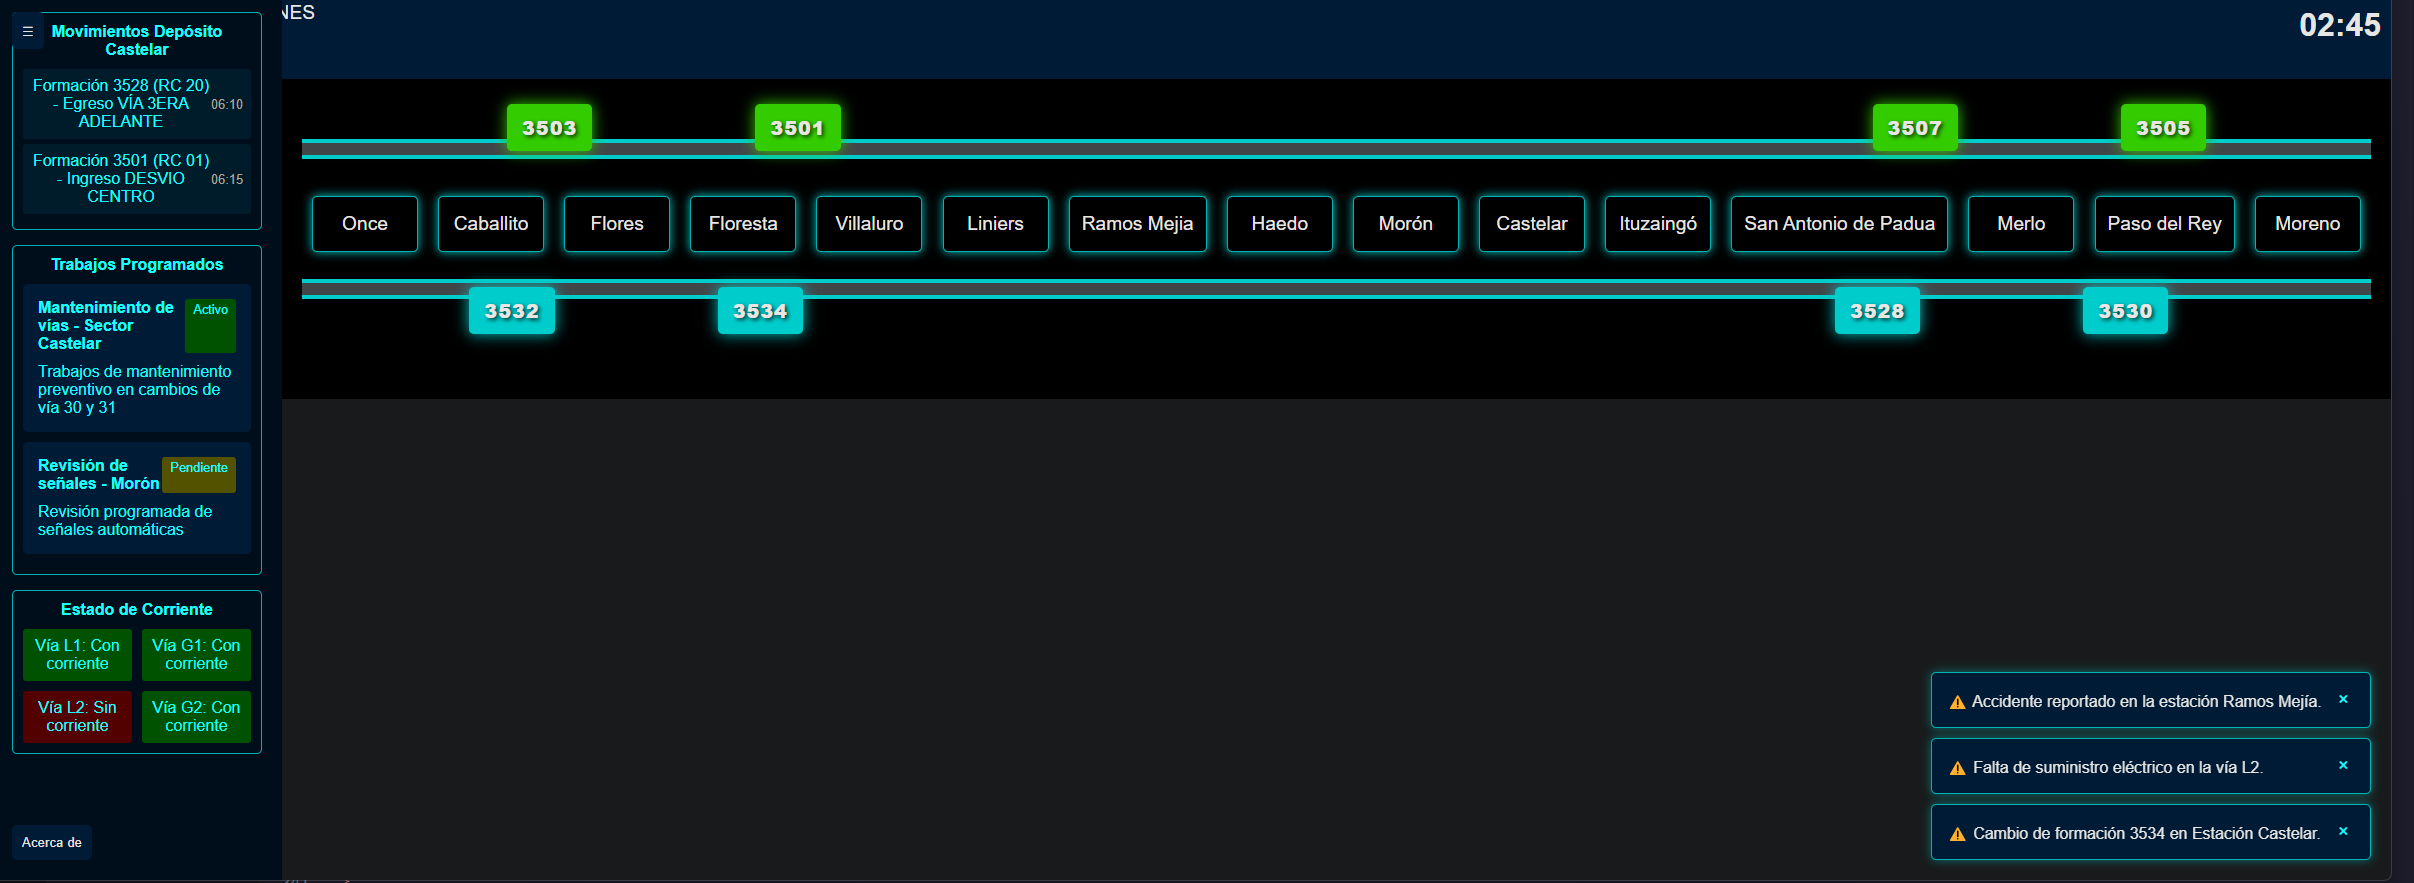 ☰
Movimientos Depósito
Castelar
Formación 3528 (RC 20)
- Egreso VÍA 3ERA
ADELANTE
06:10
Formación 3501 (RC 01)
- Ingreso DESVIO
CENTRO
06:15
Trabajos Programados
Mantenimiento de
vías - Sector
Castelar
Activo
Trabajos de mantenimiento
preventivo en cambios de
vía 30 y 31
Revisión de
señales - Morón
Pendiente
Revisión programada de
señales automáticas
Estado de Corriente
Vía L1: Con
corriente
Vía G1: Con
corriente
Vía L2: Sin
corriente
Vía G2: Con
corriente
Acerca de
NES
02:45
3503
3501
3507
3505
Once
Caballito
Flores
Floresta
Villaluro
Liniers
Ramos Mejia
Haedo
Morón
Castelar
Ituzaingó
San Antonio de Padua
Merlo
Paso del Rey
Moreno
3532
3534
3528
3530
⚠ Accidente reportado en la estación Ramos Mejía. ×
⚠ Falta de suministro eléctrico en la vía L2. ×
⚠ Cambio de formación 3534 en Estación Castelar. ×